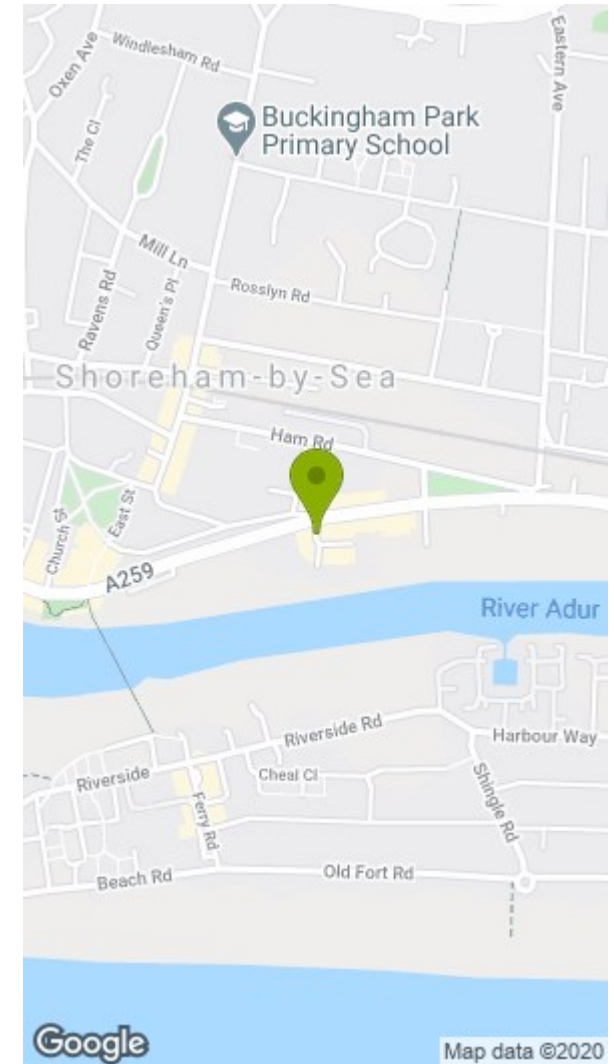 Windlesham Rd
Oxen Ave
Eastern Ave
The Cl
Buckingham Park
Primary School
Mill Ln
Ravens Rd
Queen's Pl
Rosslyn Rd
Shoreham-by-Sea
Ham Rd
Church St
East St
A259
River Adur
Riverside Rd
Harbour Way
Riverside
Cheal Cl
Ferry Rd
Shingle Rd
Beach Rd
Old Fort Rd
Google
Map data ©2020